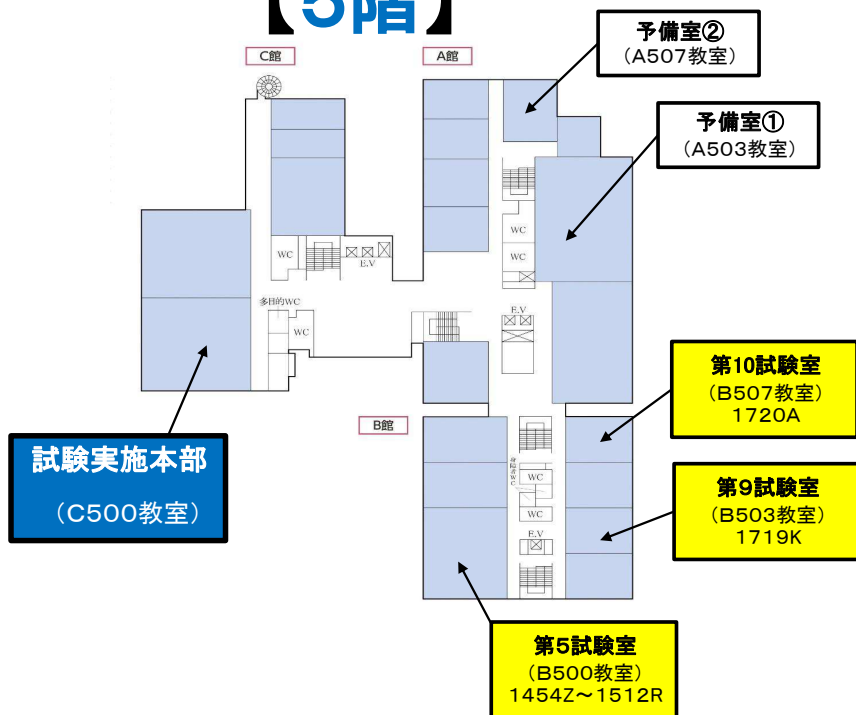 【5階】
C館
A館
予備室②
(A507教室)
予備室①
(A503教室)
WC
WC
WC
E.V
多目的WC
WC
E.V
B館
第10試験室
(B507教室)
1720A
試験実施本部
(C500教室)
WC
WC
E.V
第9試験室
(B503教室)
1719K
第5試験室
(B500教室)
1454Z～1512R